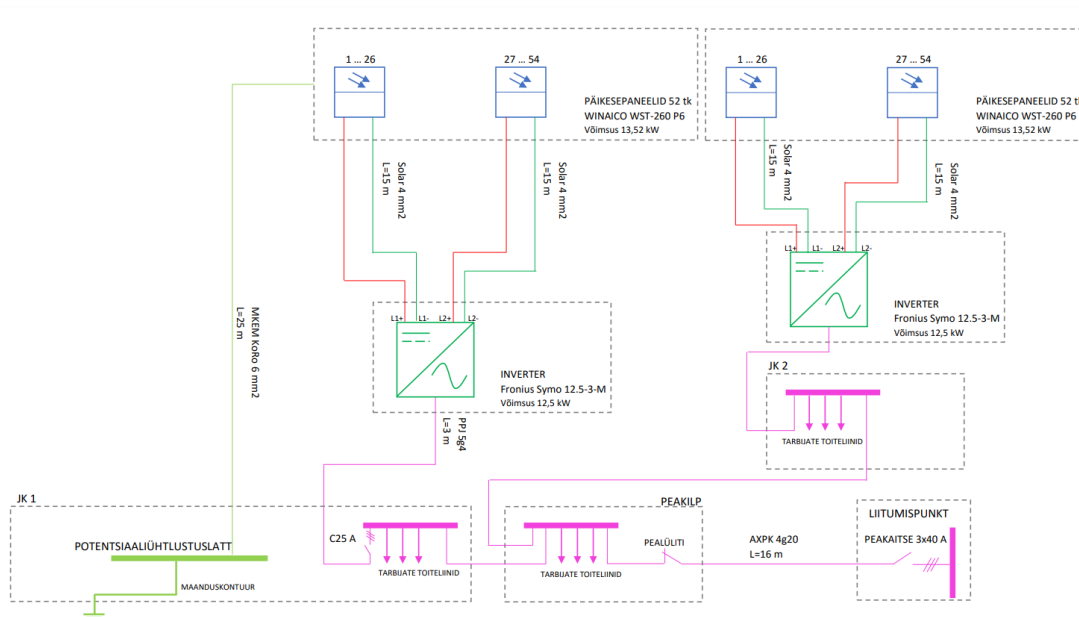 1 ... 26
27 ... 54
PÄIKESEPANEELID 52 tk
WINAICO WST-260 P6
Võimsus 13,52 kW
1 ... 26
27 ... 54
PÄIKESEPANEELID 52
WINAICO WST-260 P6
Võimsus 13,52 kW
Solar 4 mm2
L=15 m
Solar 4 mm2
L=15 m
Solar 4 mm2
L=15 m
Solar 4 mm2
L=15 m
L1+ L1- L2+ L2-
INVERTER
Fronius Symo 12.5-3-M
Võimsus 12,5 kW
MKEM KoRo 6 mm2
L=25 m
L1+ L1- L2+ L2-
INVERTER
Fronius Symo 12.5-3-M
Võimsus 12,5 kW
PPJ 5g4
L=3 m
JK 2
TARBIJATE TOITELIINID
JK 1
POTENTSIAALIÜHTLUSTUSLATT
MAANDUSKONTUUR
C25 A
TARBIJATE TOITELIINID
PEAKILP
PEALÜLITI
TARBIJATE TOITELIINID
AXPK 4g20
L=16 m
LIITUMISPUNKT
PEAKAITSE 3x40 A